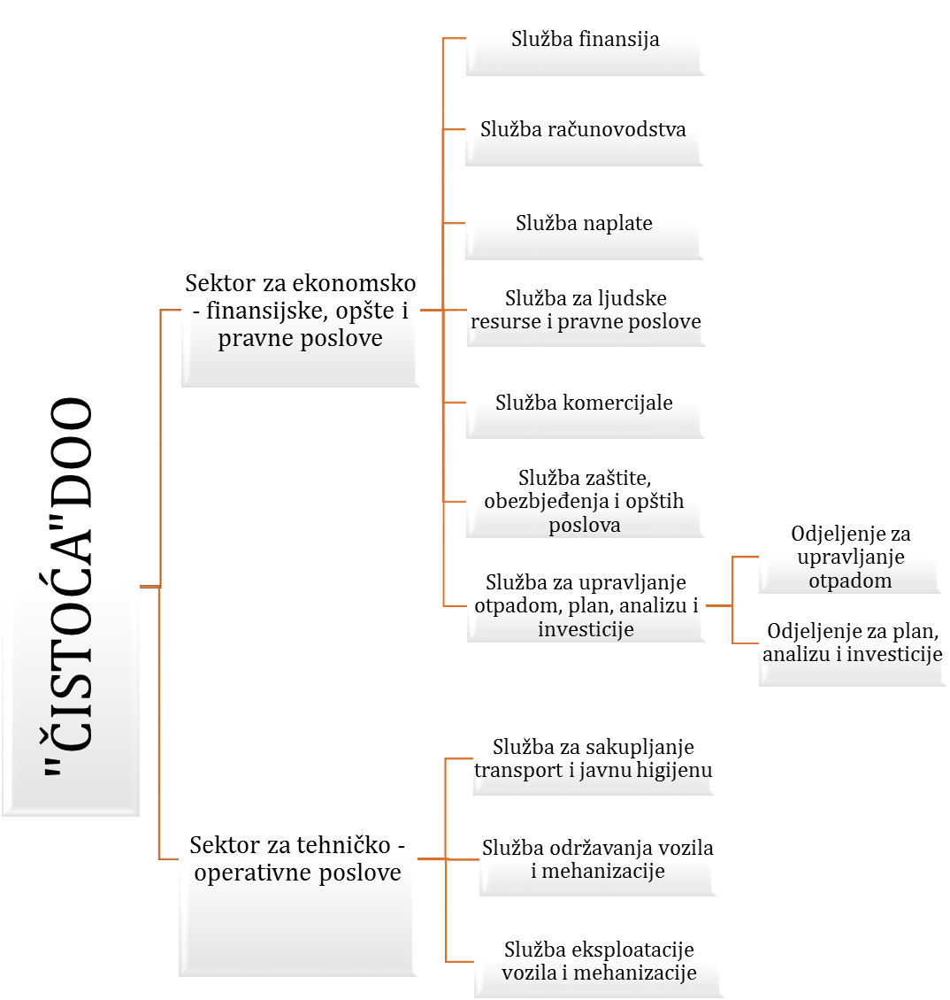 "ČISTOĆA"DOO
Sektor za ekonomsko
- finansijske, opšte i
pravne poslove
Služba finansija
Služba računovodstva
Služba naplate
Služba za ljudske
resurse i pravne poslove
Služba komercijale
Služba zaštite,
obezbjeđenja i opštih
poslova
Služba za upravljanje
otpadom, plan, analizu i
investicije
Odjeljenje za
upravljanje
otpadom
Odjeljenje za plan,
analizu i investicije
Sektor za tehničko -
operativne poslove
Služba za sakupljanje
transport i javnu higijenu
Služba održavanja vozila
i mehanizacije
Služba eksploatacije
vozila i mehanizacije